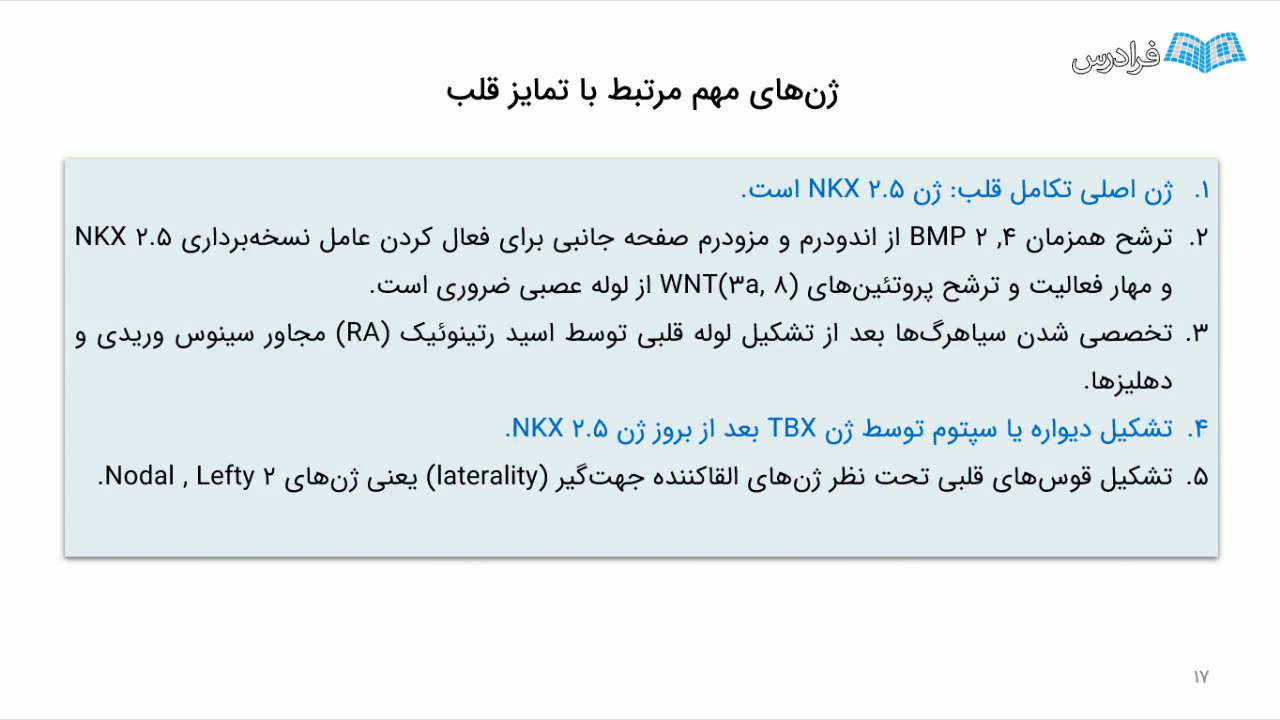 فرادرس
ژن‌های مهم مرتبط با تمایز قلب
۱. ژن اصلی تکامل قلب: ژن NKX ۲.۵ است.
۲. ترشح همزمان BMP ۲ ,۴ از اندودرم و مزودرم صفحه جانبی برای فعال کردن عامل نسخه‌برداری NKX ۲.۵
و مهار فعالیت و ترشح پروتئین‌های WNT(۳a, ۸) از لوله عصبی ضروری است.
۳. تخصصی شدن سیاهرگ‌ها بعد از تشکیل لوله قلبی توسط اسید رتینوئیک (RA) مجاور سینوس وریدی و
دهلیزها.
۴. تشکیل دیواره یا سپتوم توسط ژن TBX بعد از بروز ژن NKX ۲.۵.
۵. تشکیل قوس‌های قلبی تحت نظر ژن‌های القاکننده جهت‌گیر (laterality) یعنی ژن‌های Nodal , Lefty ۲.
۱۷